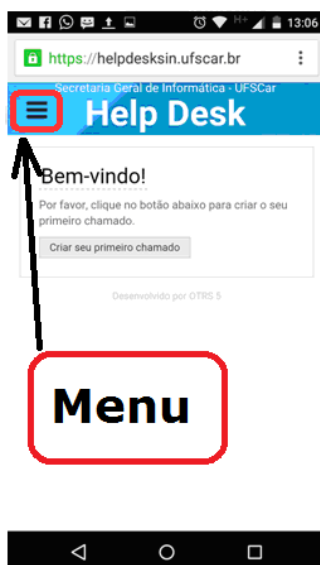 H+ 13:06
https://helpdesksin.ufscar.br
Secretaria Geral de Informática - UFSCar
Help Desk
Bem-vindo!
Por favor, clique no botão abaixo para criar o seu
primeiro chamado.
Criar seu primeiro chamado
Desenvolvido por OTRS 5
Menu